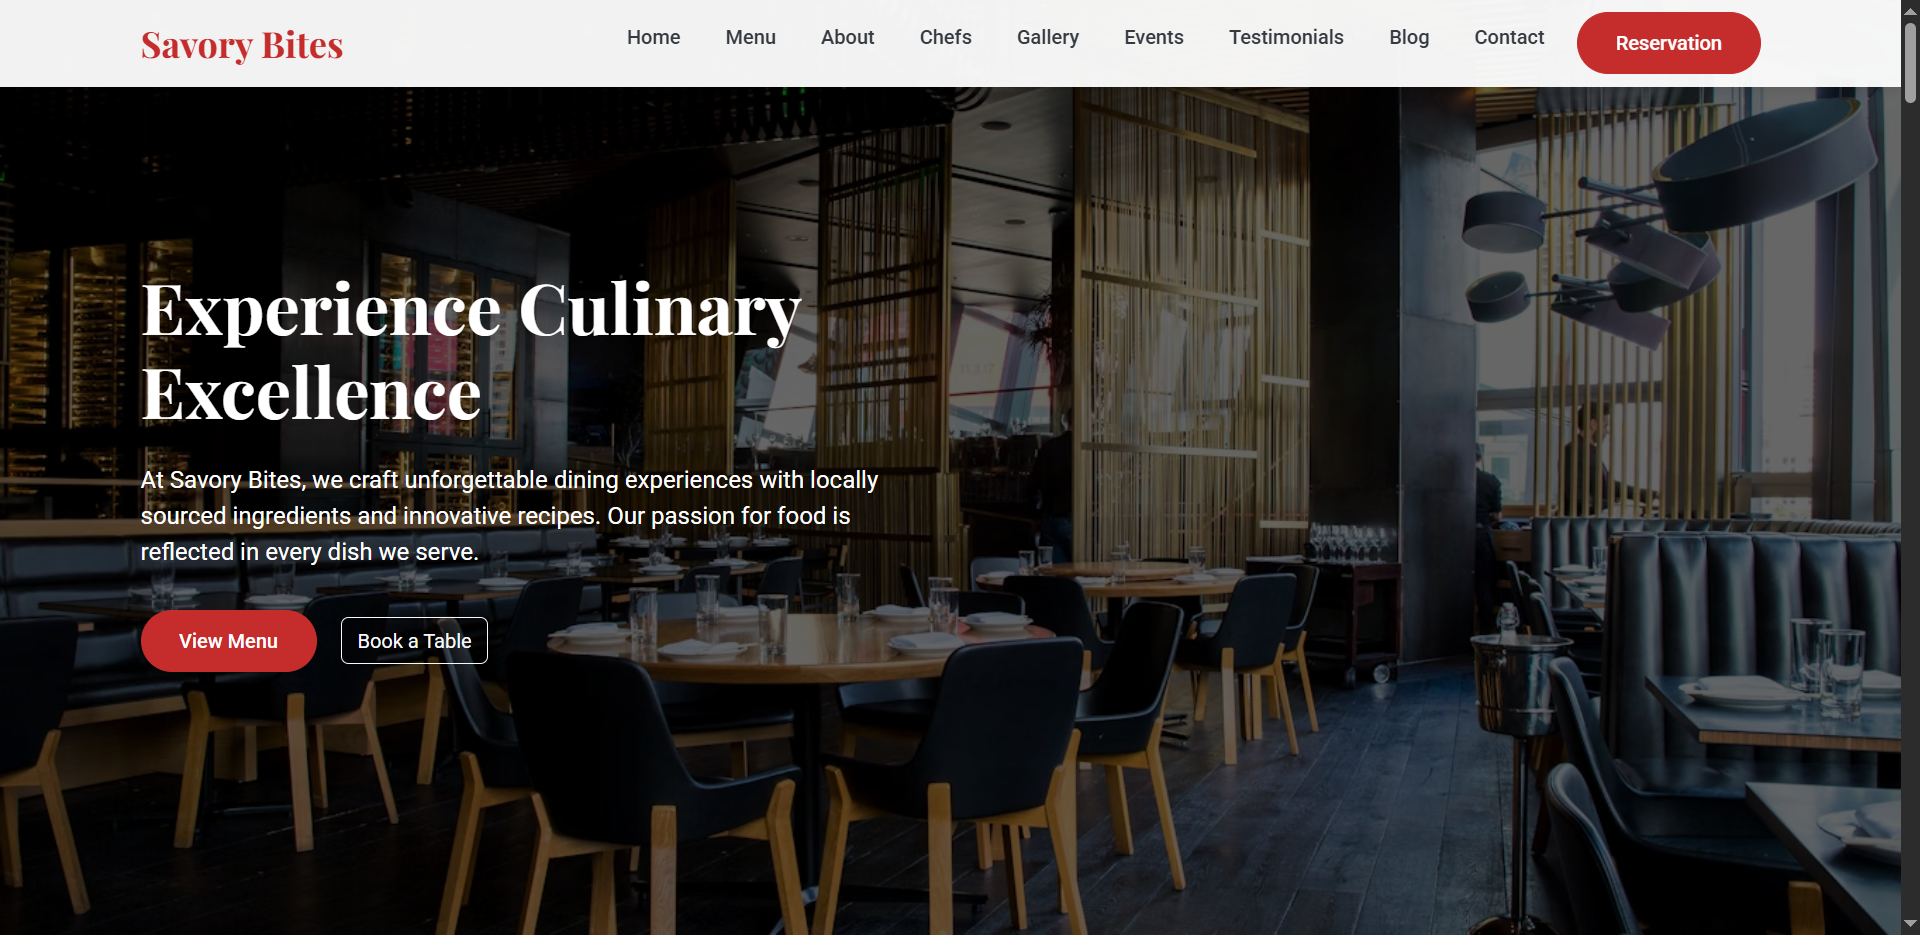 Savory Bites
Home Menu About Chefs Gallery Events Testimonials Blog Contact Reservation
Experience Culinary
Excellence
At Savory Bites, we craft unforgettable dining experiences with locally
sourced ingredients and innovative recipes. Our passion for food is
reflected in every dish we serve.
View Menu Book a Table